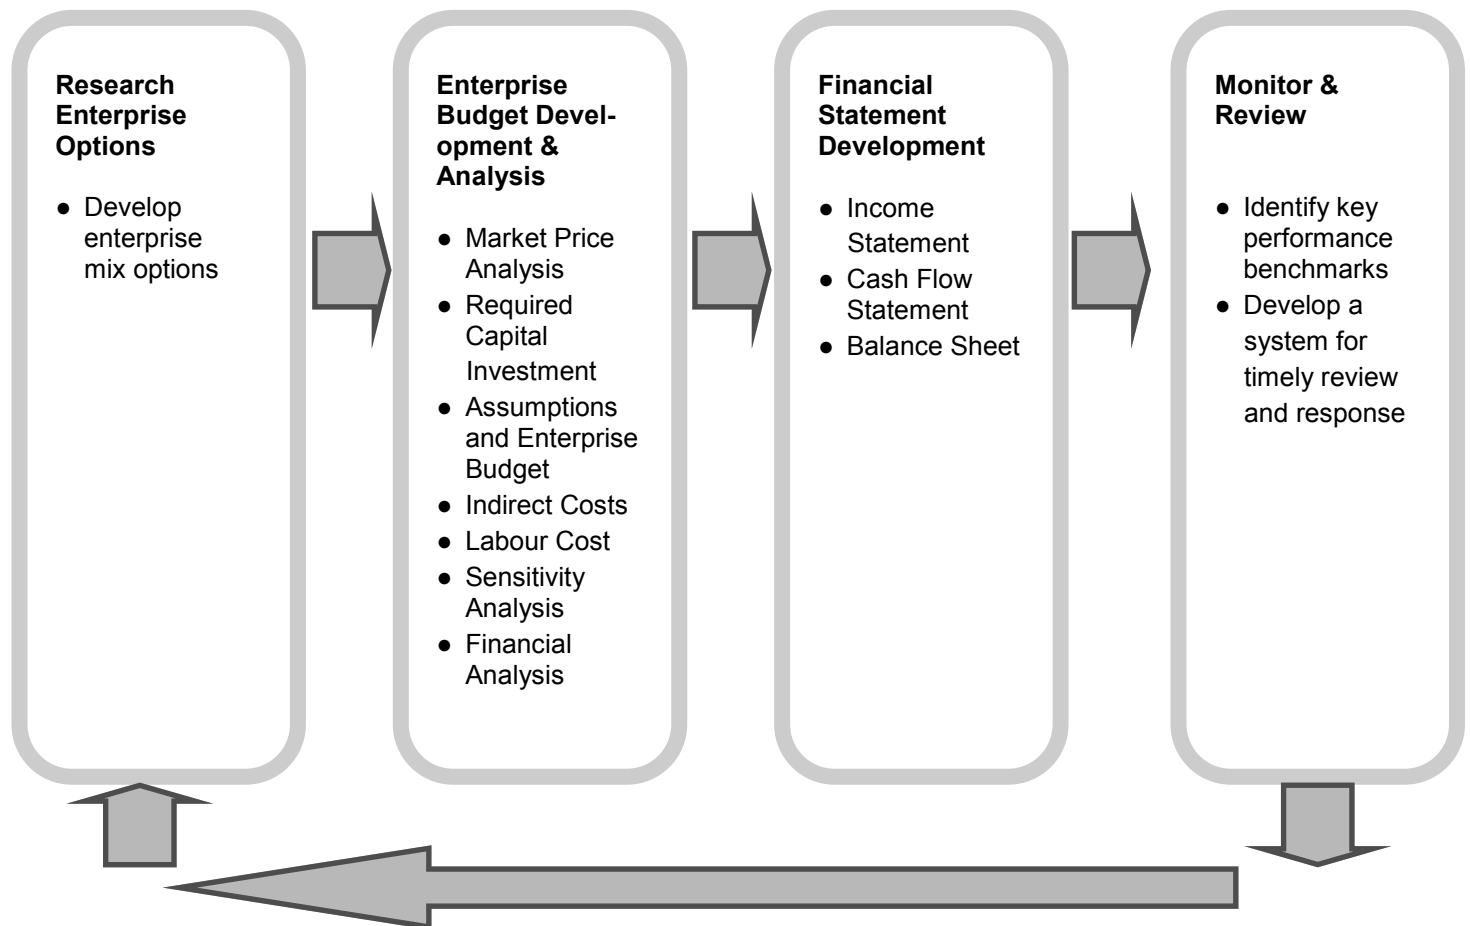 Research
Enterprise
Options
● Develop
enterprise
mix options
Enterprise
Budget Devel-
opment &
Analysis
● Market Price
Analysis
● Required
Capital
Investment
● Assumptions
and Enterprise
Budget
● Indirect Costs
● Labour Cost
● Sensitivity
Analysis
● Financial
Analysis
Financial
Statement
Development
● Income
Statement
● Cash Flow
Statement
● Balance Sheet
Monitor &
Review
● Identify key
performance
benchmarks
● Develop a
system for
timely review
and response